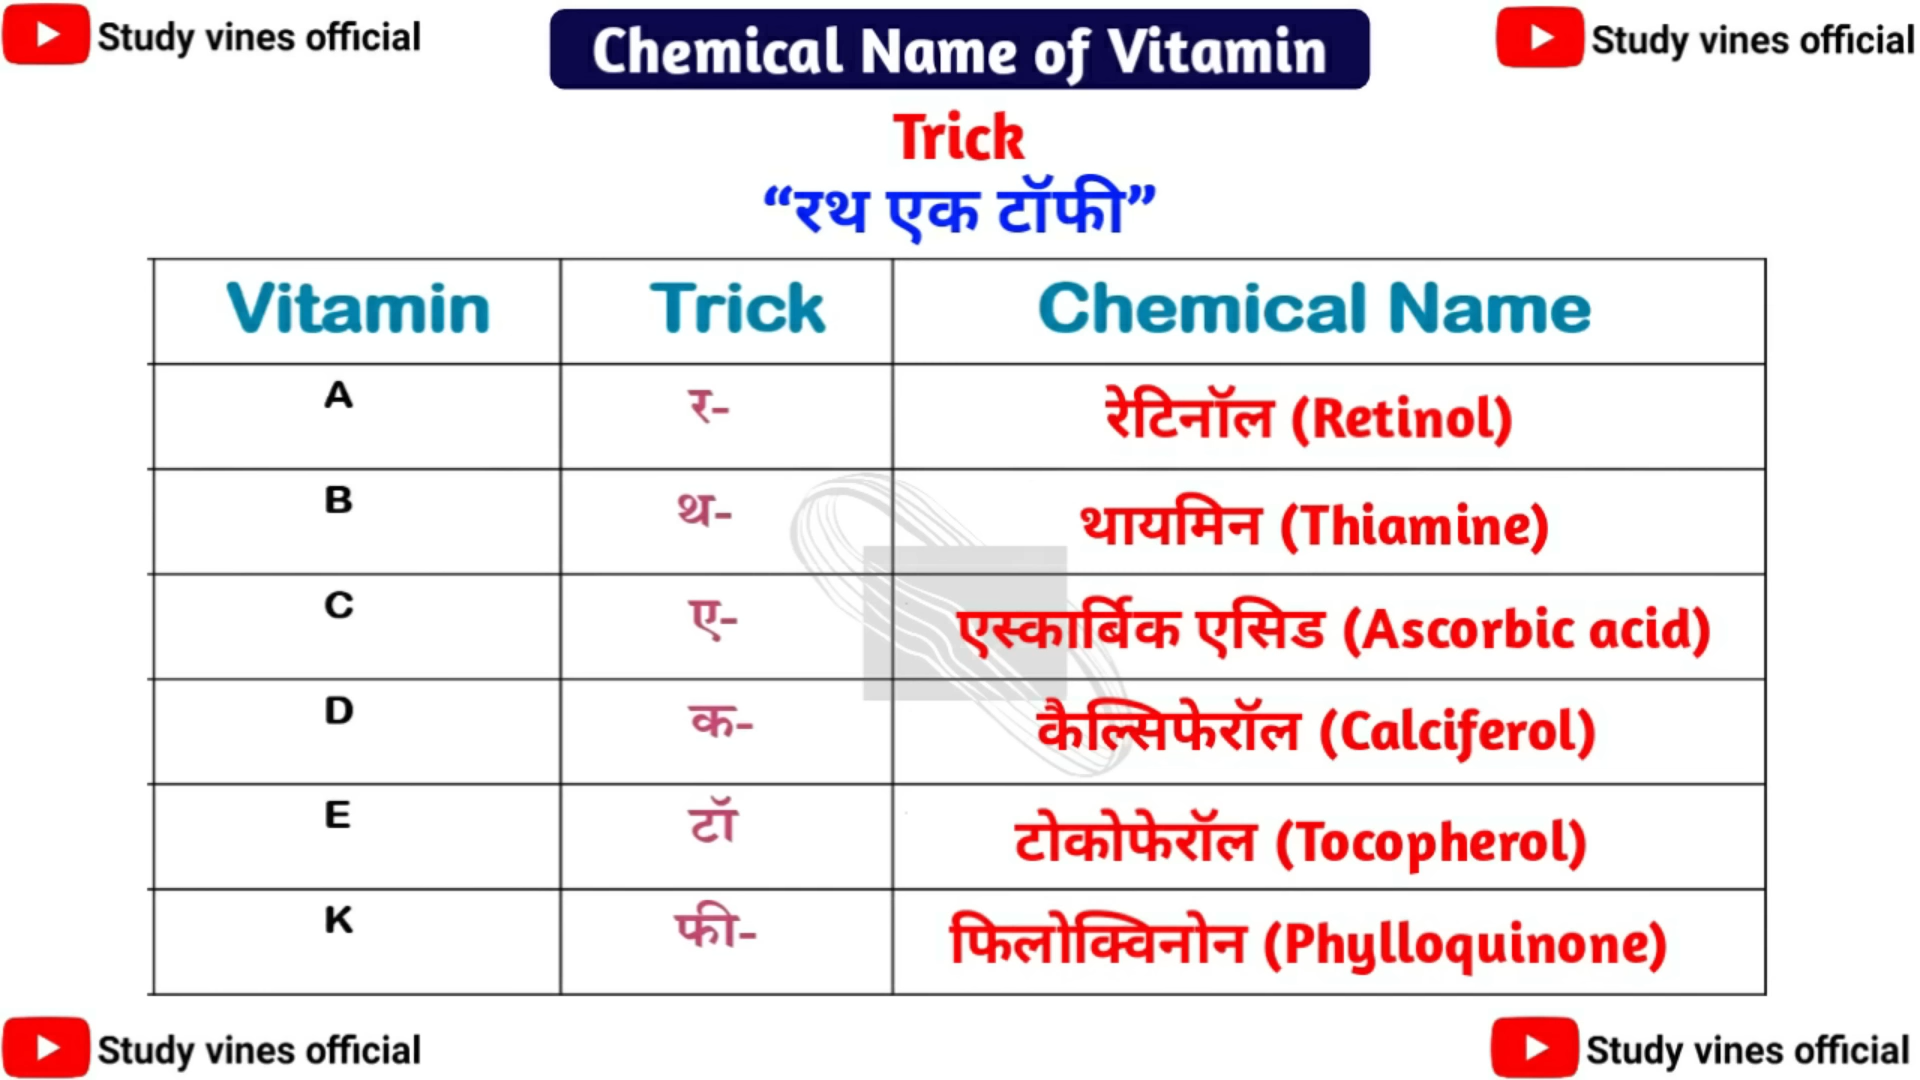 Study vines official
Chemical Name of Vitamin
Study vines official
Trick
“रथ एक टॉफी”
Vitamin Trick Chemical Name
A र- रेटिनॉल (Retinol)
B थ- थायमिन (Thiamine)
C ए- एस्कार्बिक एसिड (Ascorbic acid)
D क- कैल्सिफेरॉल (Calciferol)
E टॉ टोकोफेरॉल (Tocopherol)
K फी- फिलोक्विनोन (Phylloquinone)
Study vines official
Study vines official